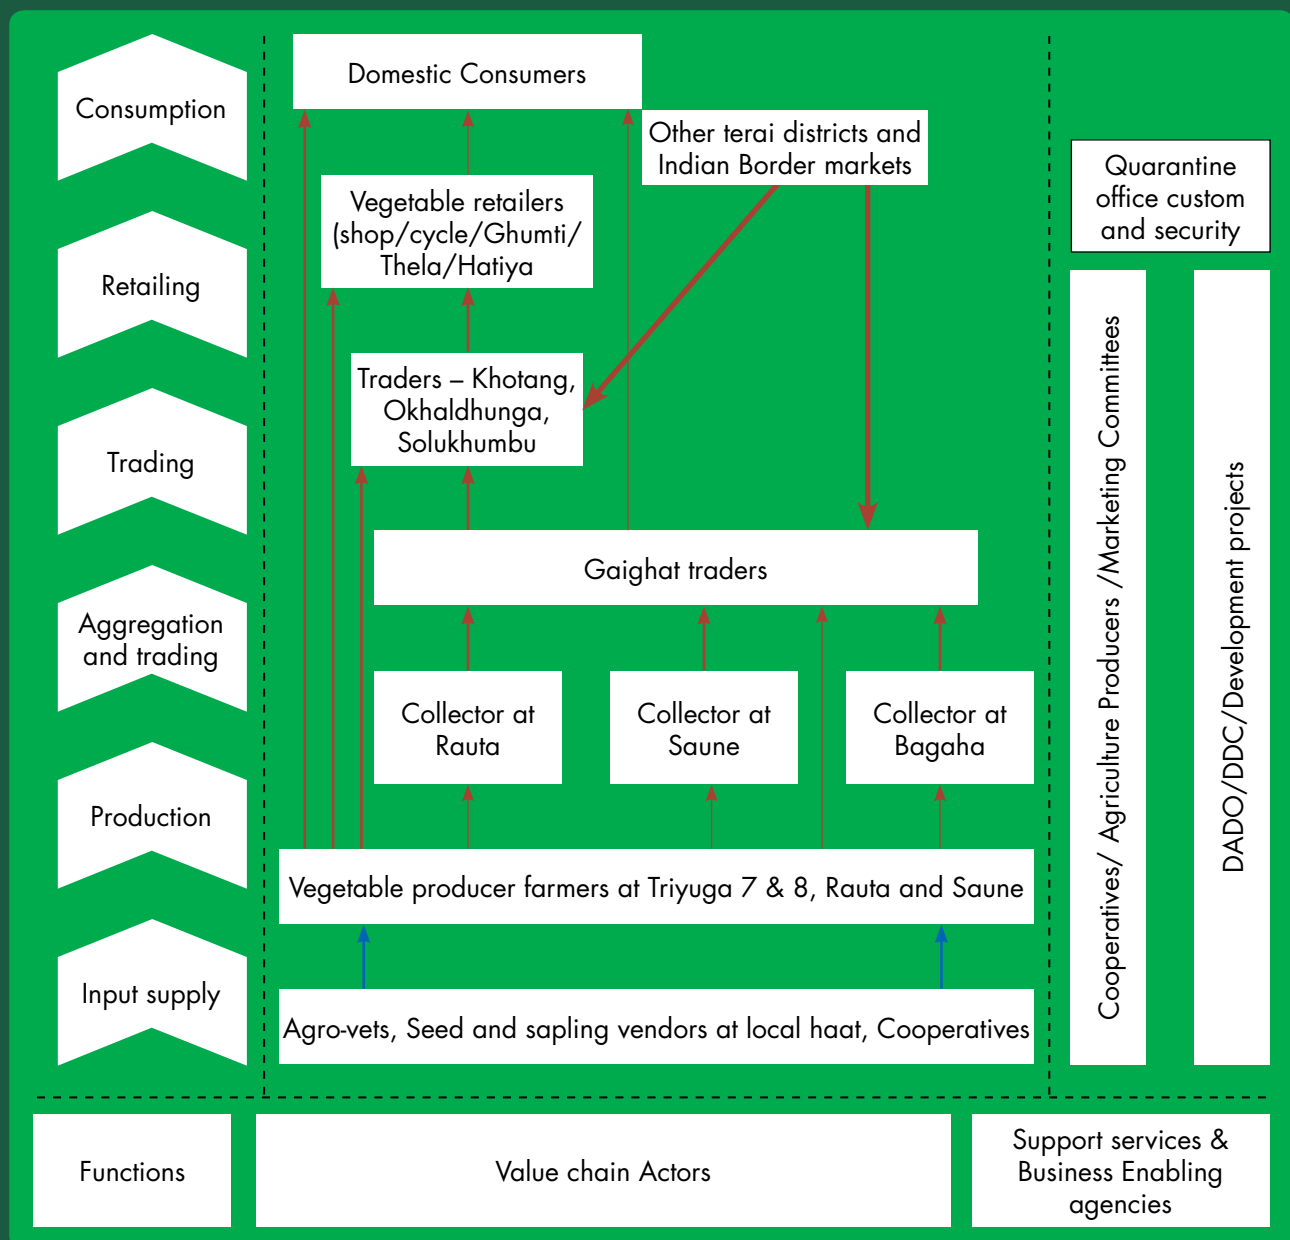 Consumption
Retailing
Trading
Aggregation
and trading
Production
Input supply
Domestic Consumers
Other terai districts and
Indian Border markets
Vegetable retailers
(shop/cycle/Ghumti/
Thela/Hatiya
Traders – Khotang,
Okhaldhunga,
Solukhumbu
Gaighat traders
Collector at
Rauta
Collector at
Saune
Collector at
Bagaha
Vegetable producer farmers at Triyuga 7 & 8, Rauta and Saune
Agro-vets, Seed and sapling vendors at local haat, Cooperatives
Quarantine
office custom
and security
Cooperatives/ Agriculture Producers /Marketing Committees
DADO/DDC/Development projects
Functions
Value chain Actors
Support services &
Business Enabling
agencies